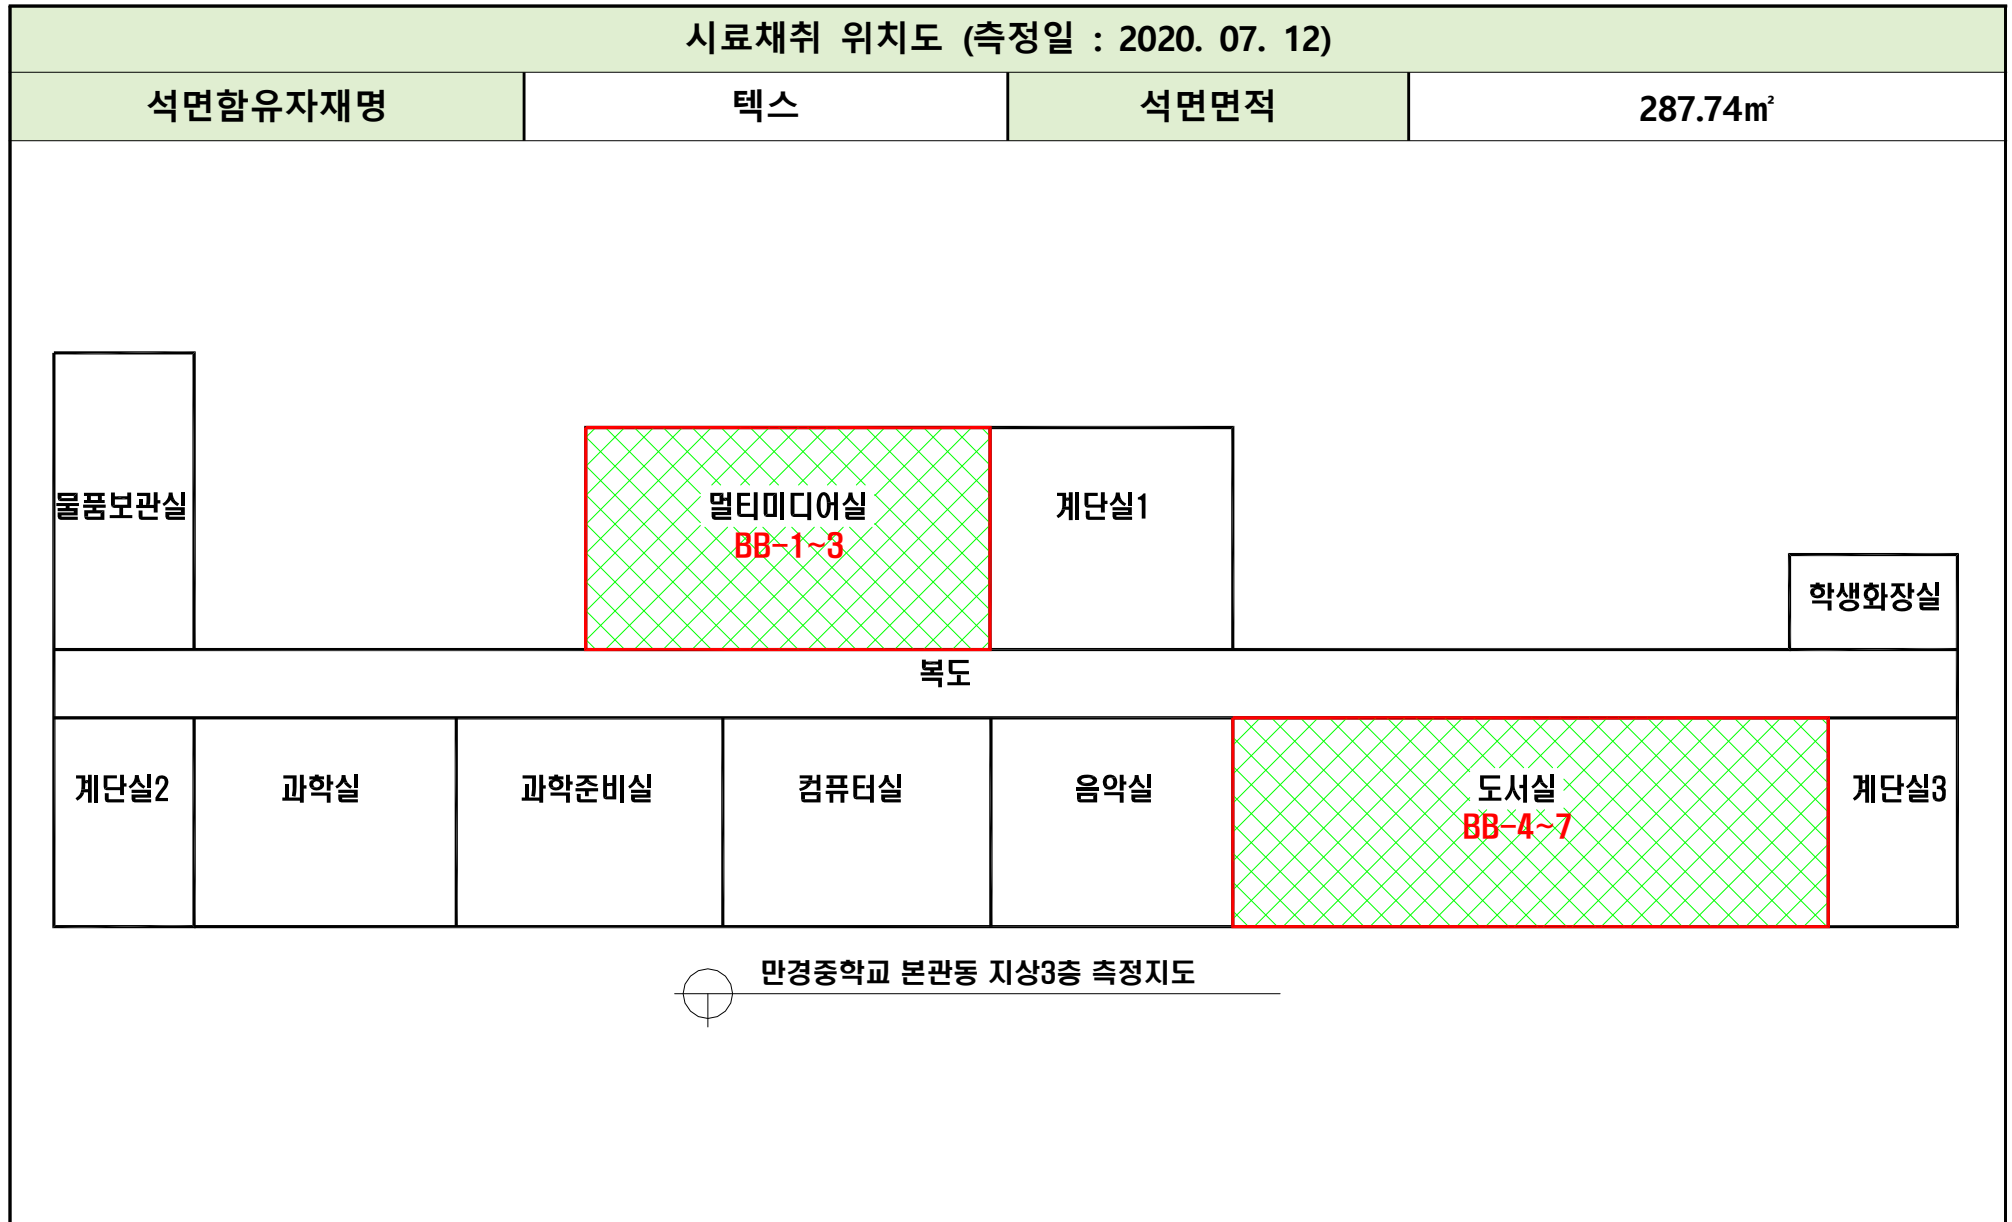 시료채취 위치도 (측정일 : 2020. 07. 12)
석면함유자재명 텍스 석면면적 287.74㎡
물품보관실 멀티미디어실 계단실1
BB-1~3
학생화장실
복도
계단실2 과학실 과학준비실 컴퓨터실 음악실 도서실 계단실3
BB-4~7
만경중학교 본관동 지상3층 측정지도